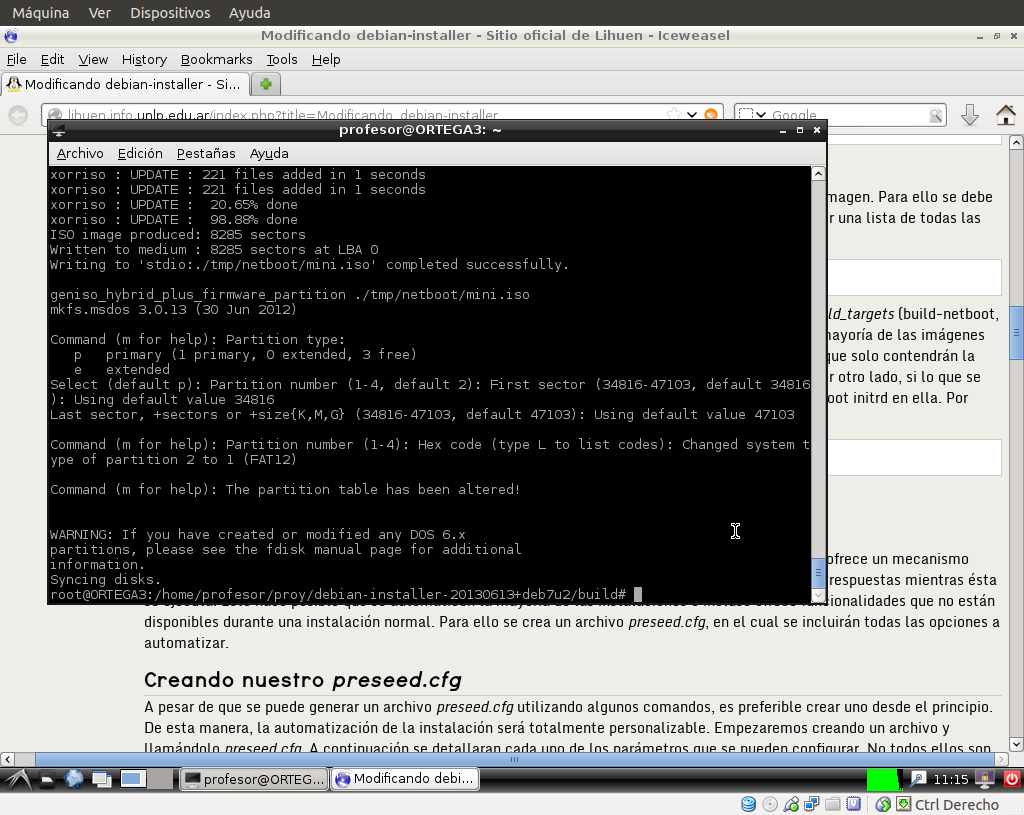 Máquina Ver Dispositivos Ayuda
Modificando debian-installer - Sitio oficial de Lihuen - Iceweasel
File Edit View History Bookmarks Tools Help
Modificando debian-installer - Si...
lihuen.info.unlp.edu.ar/index.php?title=Modificando_debian-installer
Google
profesor@ORTEGA3: ~
Archivo Edición Pestañas Ayuda
xorriso : UPDATE : 221 files added in 1 seconds
xorriso : UPDATE : 221 files added in 1 seconds
xorriso : UPDATE :  20.65% done
xorriso : UPDATE :  98.88% done
ISO image produced: 8285 sectors
Written to medium : 8285 sectors at LBA 0
Writing to 'stdio:./tmp/netboot/mini.iso' completed successfully.
geniso_hybrid_plus_firmware_partition ./tmp/netboot/mini.iso
mkfs.msdos 3.0.13 (30 Jun 2012)
Command (m for help): Partition type:
p   primary (1 primary, 0 extended, 3 free)
e   extended
Select (default p): Partition number (1-4, default 2): First sector (34816-47103, default 34816
): Using default value 34816
Last sector, +sectors or +size{K,M,G} (34816-47103, default 47103): Using default value 47103
Command (m for help): Partition number (1-4): Hex code (type L to list codes): Changed system t
ype of partition 2 to 1 (FAT12)
Command (m for help): The partition table has been altered!
WARNING: If you have created or modified any DOS 6.x
partitions, please see the fdisk manual page for additional
information.
Syncing disks.
root@ORTEGA3:/home/profesor/proy/debian-installer-20130613+deb7u2/build#
magen. Para ello se debe
r una lista de todas las
ld_targets (build-netboot,
ayoría de las imágenes
que solo contendrán la
r otro lado, si lo que se
oot initrd en ella. Por
ofrece un mecanismo
respuestas mientras ésta
cionalidades que no están
disponibles durante una instalación normal. Para ello se crea un archivo preseed.cfg, en el cual se incluirán todas las opciones a
automatizar.
Creando nuestro preseed.cfg
A pesar de que se puede generar un archivo preseed.cfg utilizando algunos comandos, es preferible crear uno desde el principio.
De esta manera, la automatización de la instalación será totalmente personalizable. Empezaremos creando un archivo y
llamándolo preseed.cfg. A continuación se detallaran cada uno de los parámetros que se pueden configurar. No todos ellos son
profesor@ORTEG...
Modificando debi...
11:15
Ctrl Derecho